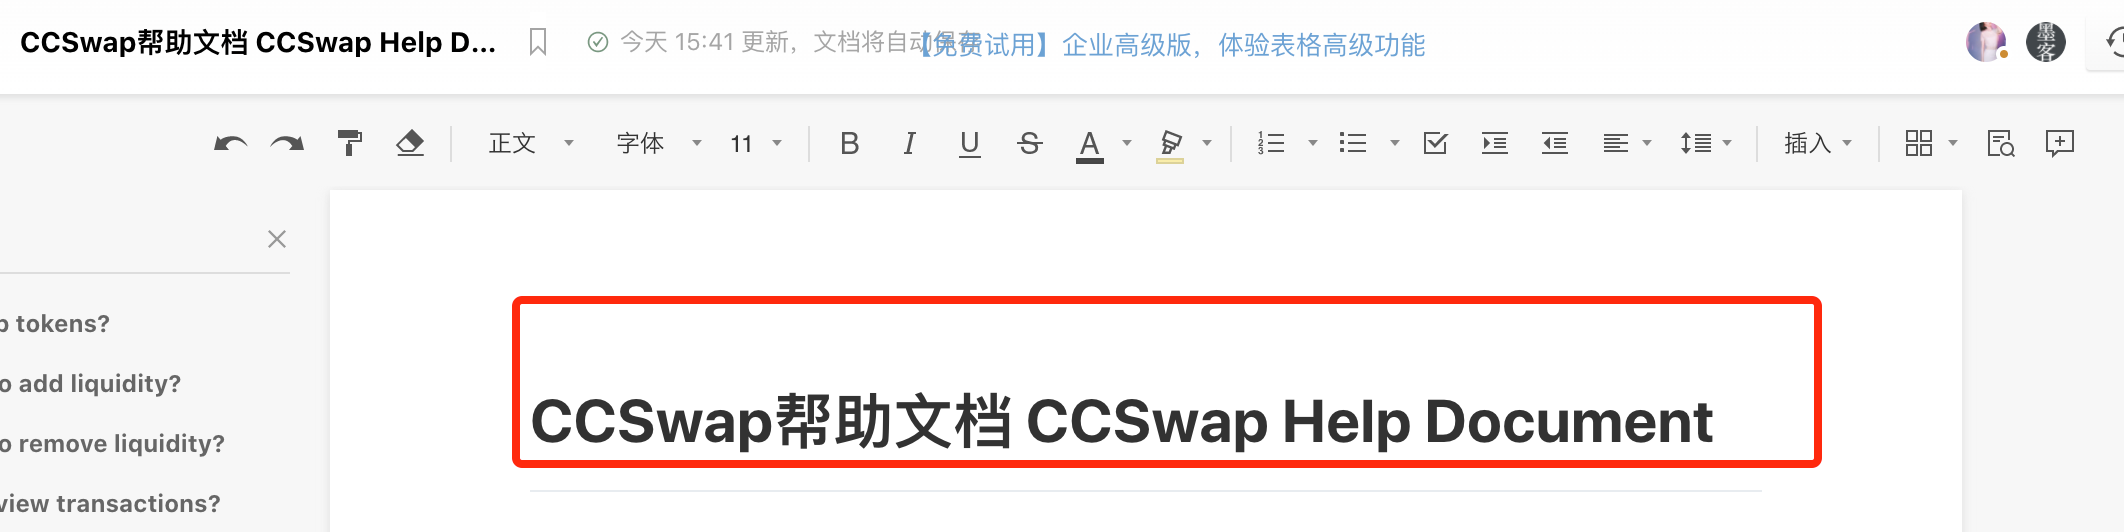 CCSwap帮助文档 CCSwap Help D...
今天 15:41 更新，文档将自动保存
【免费试用】企业高级版，体验表格高级功能
墨客
正文
字体
11
B
I
U
S
A
插入
p tokens?
o add liquidity?
o remove liquidity?
view transactions?
CCSwap帮助文档 CCSwap Help Document